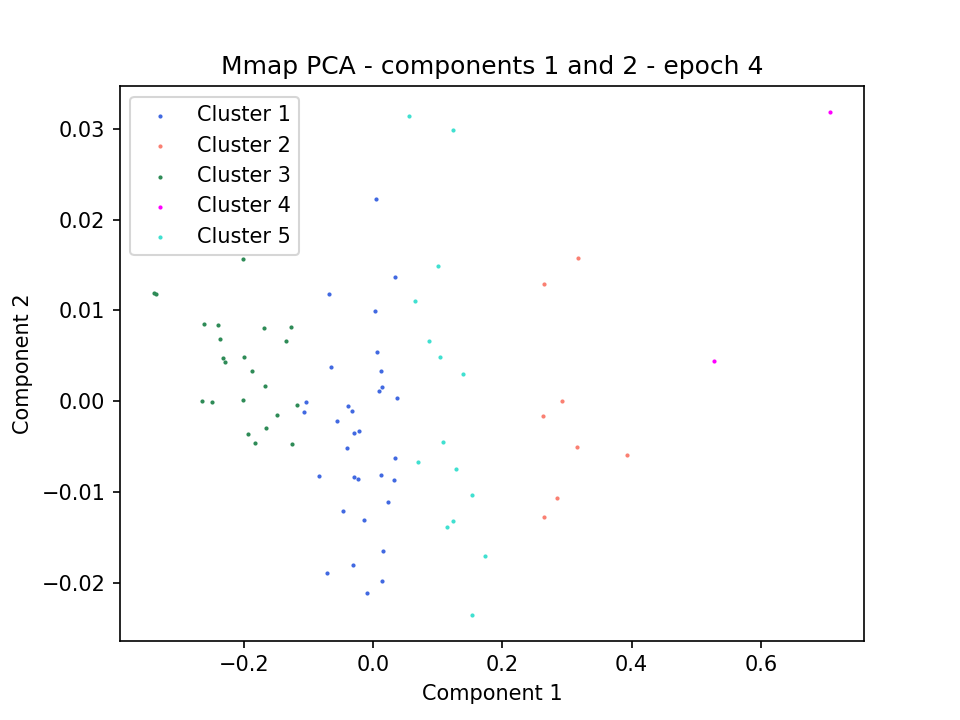 Mmap PCA - components 1 and 2 - epoch 4
Cluster 1
Cluster 2
Cluster 3
Cluster 4
Cluster 5
0.03
0.02
0.01
0.00
−0.01
−0.02
Component 2
−0.2
0.0
0.2
0.4
0.6
Component 1